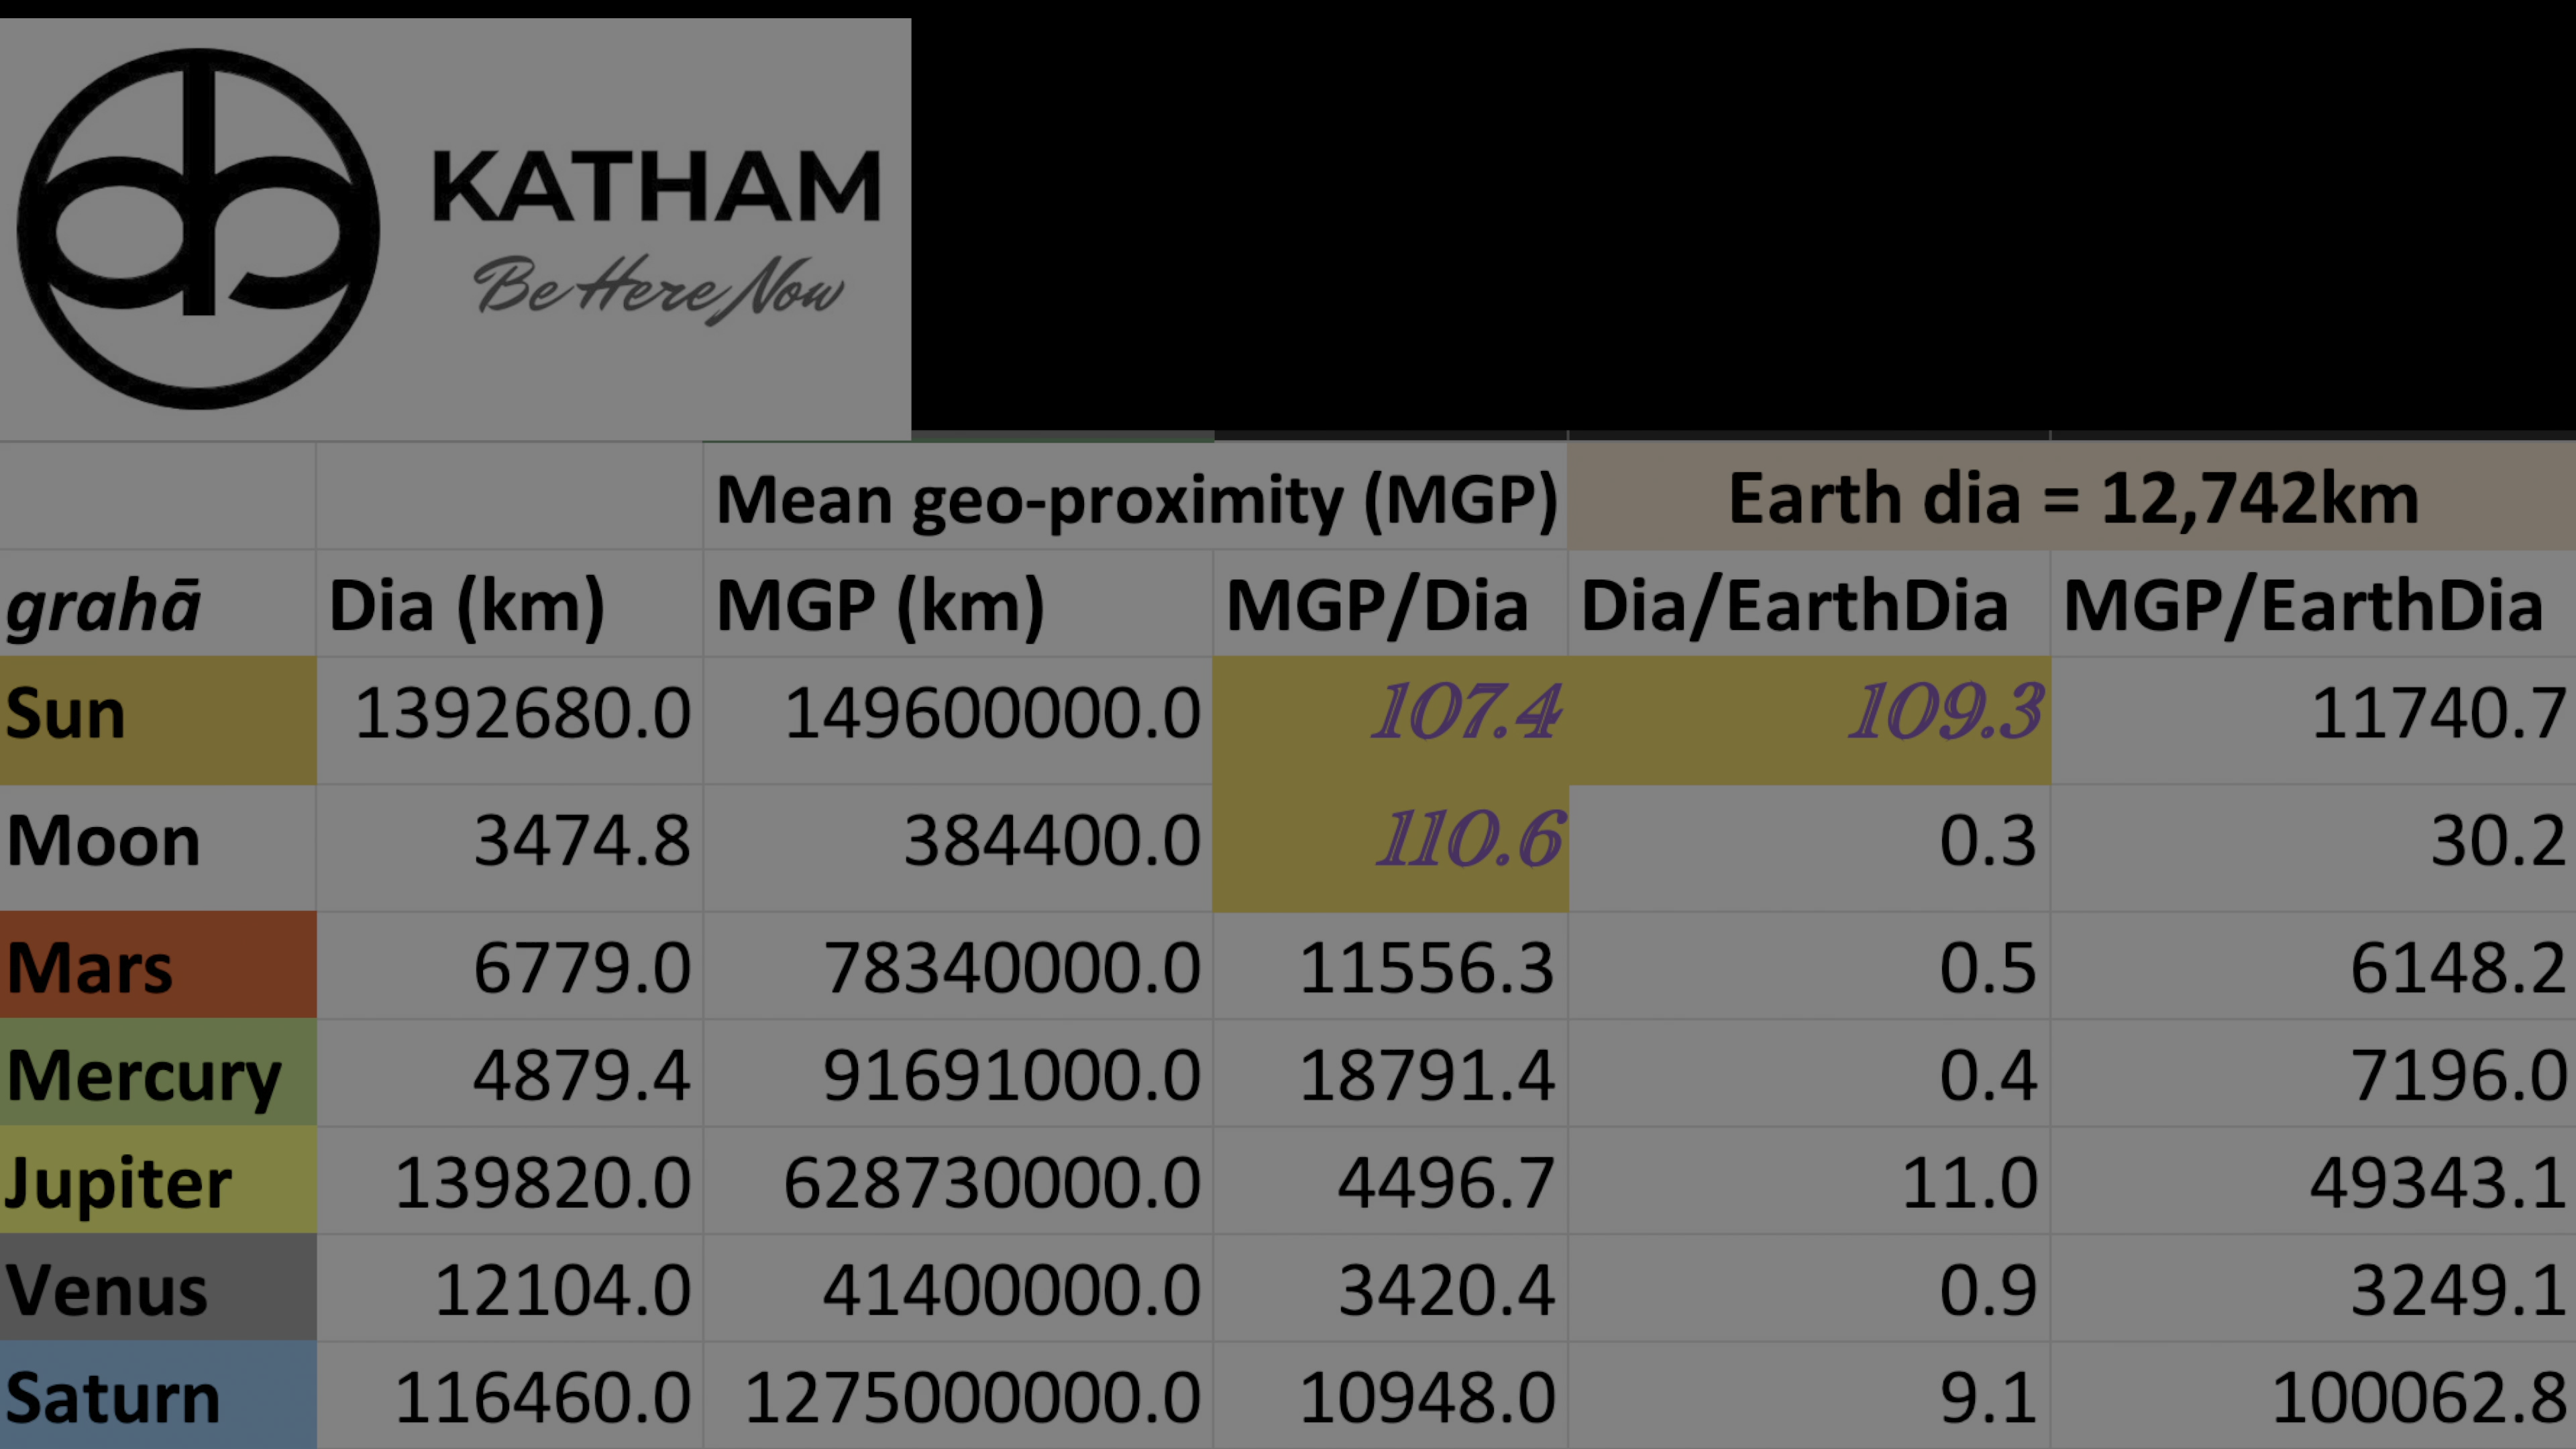 KATHAM
Be Here Now
Mean geo-proximity (MGP) Earth dia = 12,742km
grahā Dia (km) MGP (km) MGP/Dia Dia/EarthDia MGP/EarthDia
Sun 1392680.0 149600000.0 107.4 109.3 11740.7
Moon 3474.8 384400.0 110.6 0.3 30.2
Mars 6779.0 78340000.0 11556.3 0.5 6148.2
Mercury 4879.4 91691000.0 18791.4 0.4 7196.0
Jupiter 139820.0 628730000.0 4496.7 11.0 49343.1
Venus 12104.0 41400000.0 3420.4 0.9 3249.1
Saturn 116460.0 1275000000.0 10948.0 9.1 100062.8